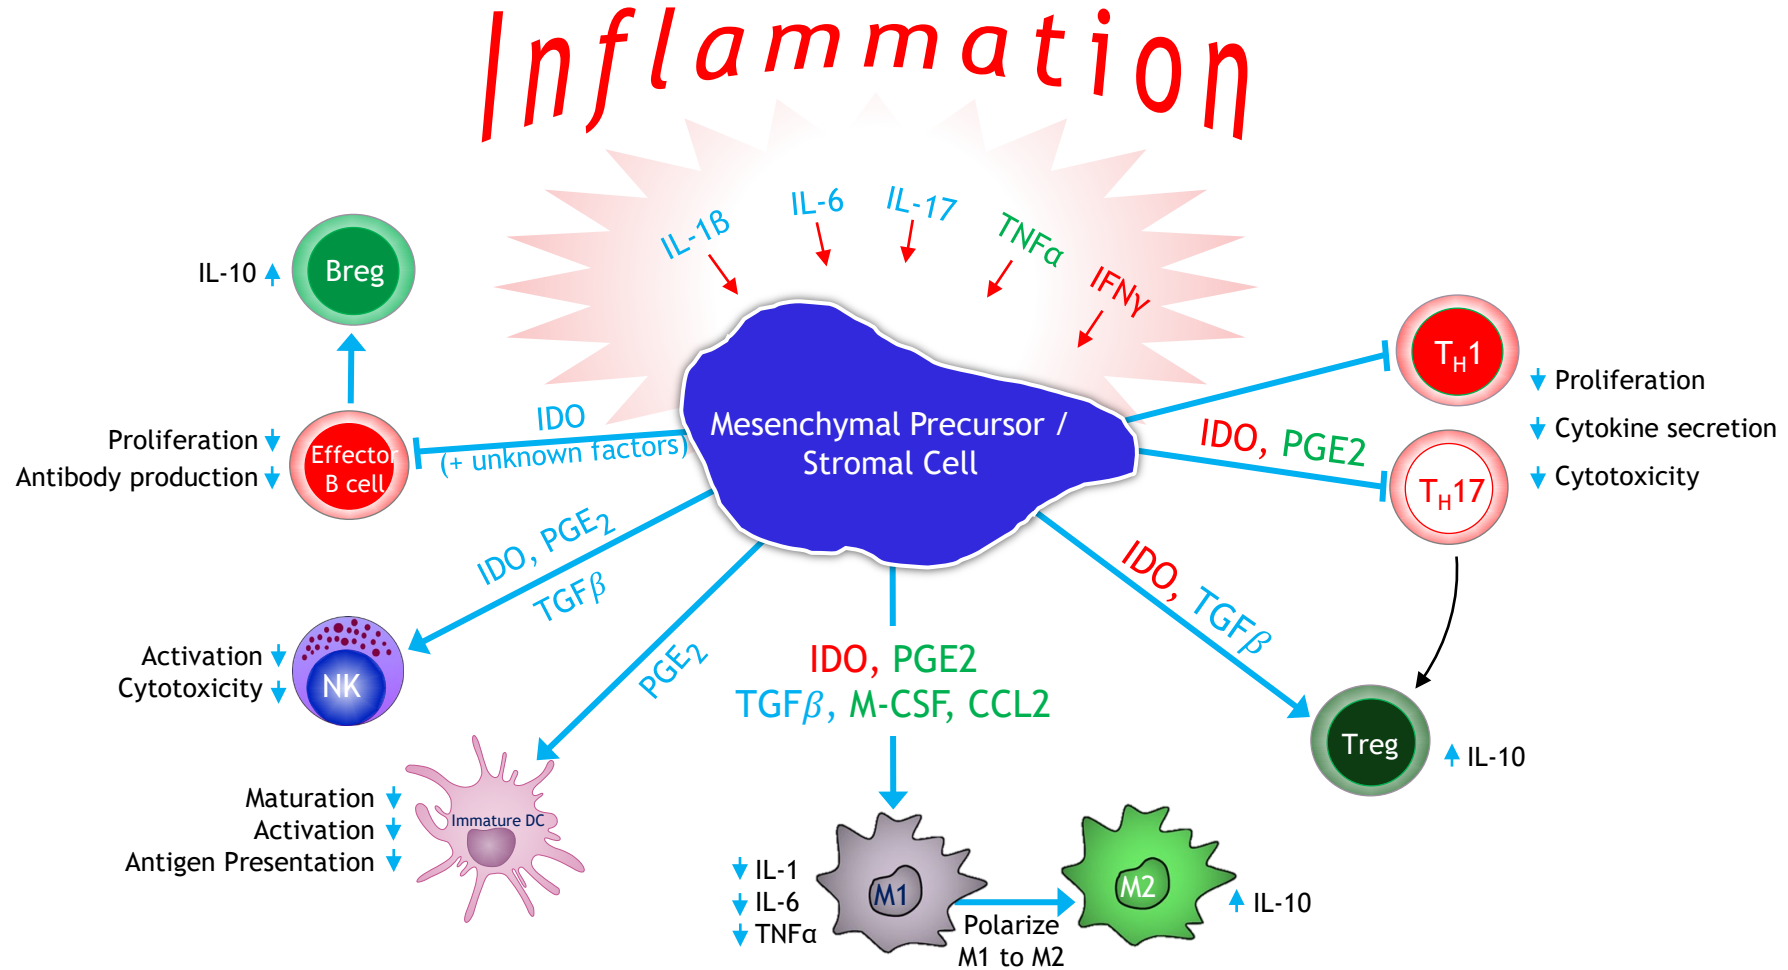 Inflammation
IL-1β
IL-6
IL-17
TNFα
IFNγ
IL-10
Breg
Proliferation
Antibody production
Effector
B cell
IDO
(+ unknown factors)
Mesenchymal Precursor /
Stromal Cell
IDO, PGE2
TH1
TH17
Proliferation
Cytokine secretion
Cytotoxicity
IDO, PGE₂
TGFβ
Activation
Cytotoxicity
NK
PGE₂
IDO, PGE2
TGFβ, M-CSF, CCL2
IDO, TGFβ
Treg
IL-10
Maturation
Activation
Antigen Presentation
Immature DC
IL-1
IL-6
TNFα
M1
Polarize
M1 to M2
M2
IL-10